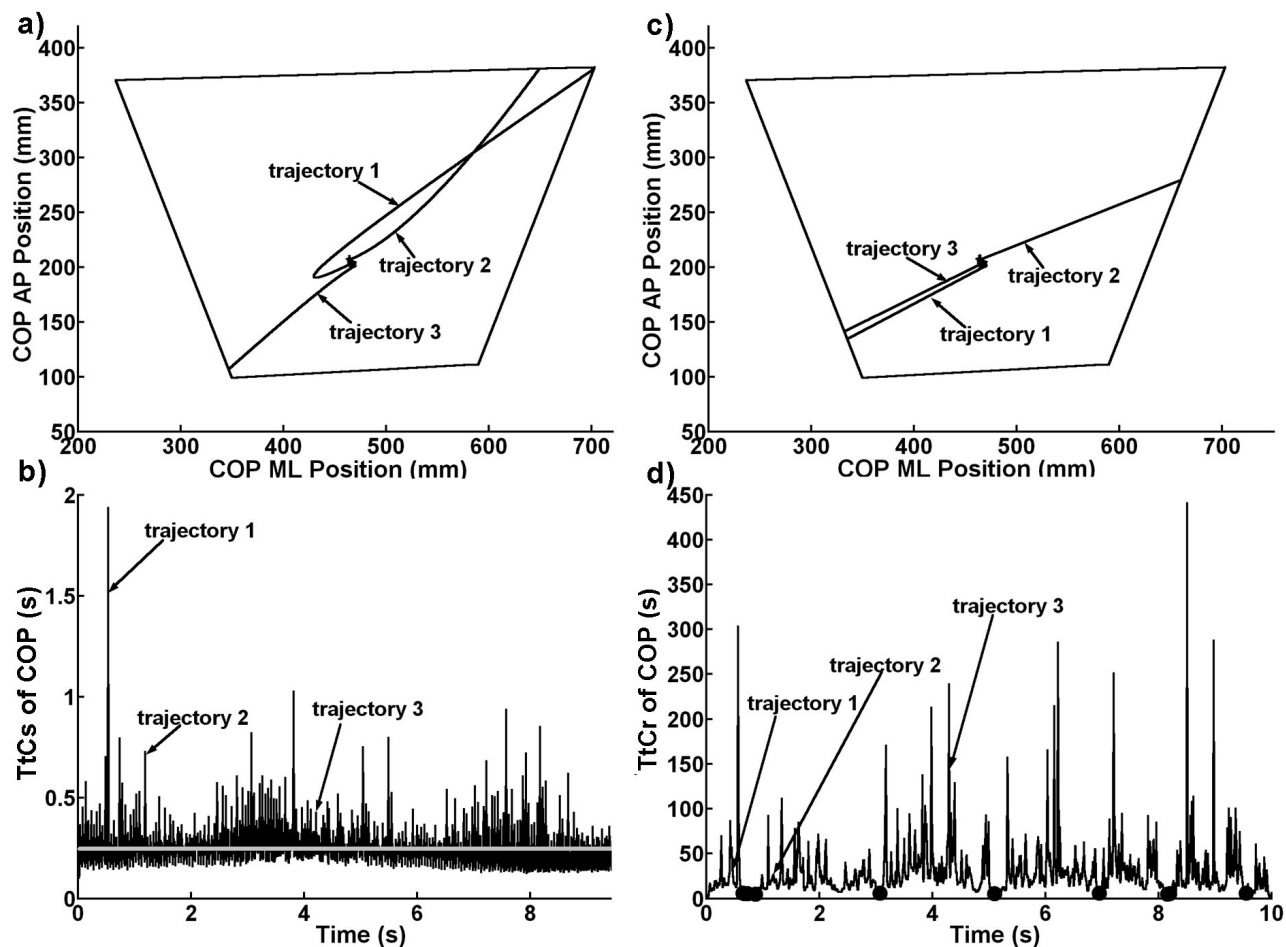 a)
COP AP Position (mm)
400
350
300
250
200
150
100
50
trajectory 1
trajectory 2
trajectory 3
200 300 400 500 600 700
COP ML Position (mm)
c)
COP AP Position (mm)
400
350
300
250
200
150
100
50
trajectory 3
trajectory 2
trajectory 1
200 300 400 500 600 700
COP ML Position (mm)
b)
TtCs of COP (s)
2
1.5
1
0.5
0
trajectory 1
trajectory 2
trajectory 3
0 2 4 6 8
Time (s)
d)
TtCr of COP (s)
450
400
350
300
250
200
150
100
50
0
trajectory 3
trajectory 2
trajectory 1
0 2 4 6 8 10
Time (s)